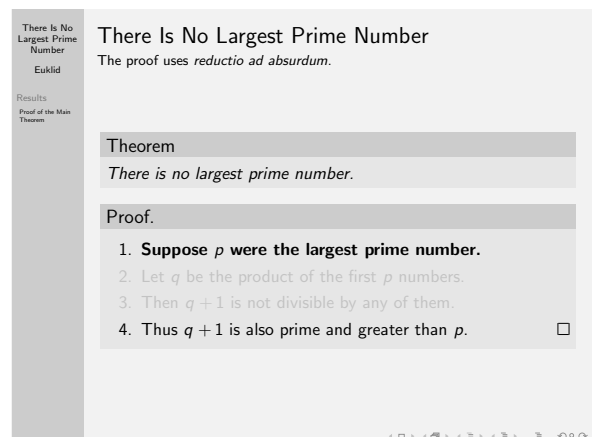 There Is No
Largest Prime
Number
Euklid
Results
Proof of the Main
Theorem
There Is No Largest Prime Number
The proof uses reductio ad absurdum.
Theorem
There is no largest prime number.
Proof.
1. Suppose p were the largest prime number.
2. Let q be the product of the first p numbers.
3. Then q + 1 is not divisible by any of them.
4. Thus q + 1 is also prime and greater than p. □